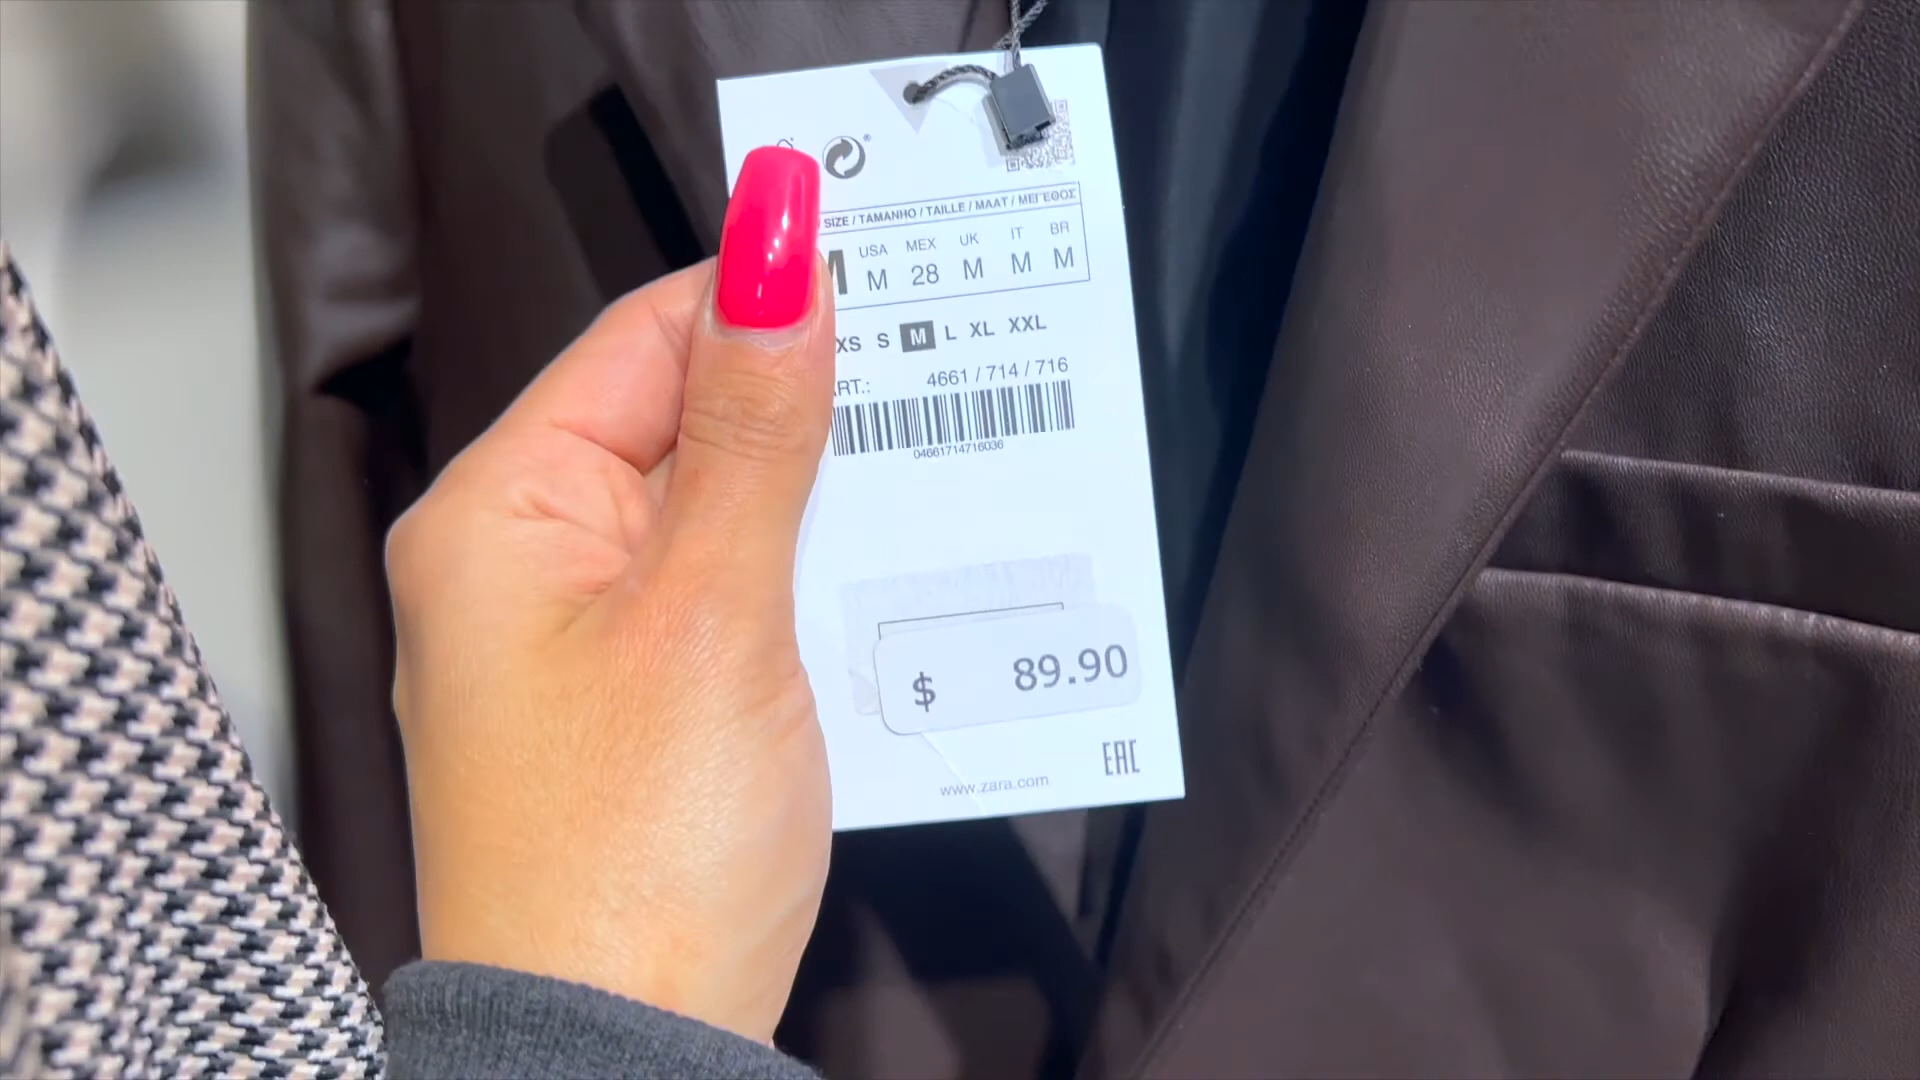 SIZE / TAMANHO / TAILLE / MAAT / ΜΕΓΕΘΟΣ
USA MEX UK IT BR
M M 28 M M M
XS S M L XL XXL
ART.: 4661 / 714 / 716
04661714716036
$ 89.90
EAC
www.zara.com